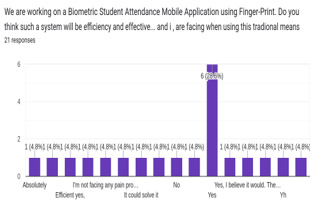 We are working on a Biometric Student Attendance Mobile Application using Finger-Print. Do you
think such a system will be efficiency and effective... and i , are facing when using this tradional means
21 responses
6
4
2
0
1 (4.8%)1 (4.8%)1 (4.8%)1 (4.8%)1 (4.8%)1 (4.8%)1 (4.8%)1 (4.8%)1 (4.8%)1 (4.8%) 6 (28.6%) 1 (4.8%)1 (4.8%)1 (4.8%)1 (4.8%)1 (4.8%)
Absolutely I'm not facing any pain pro... No Yes, I believe it would. The...
Efficient yes, It could solve it Yes Yh